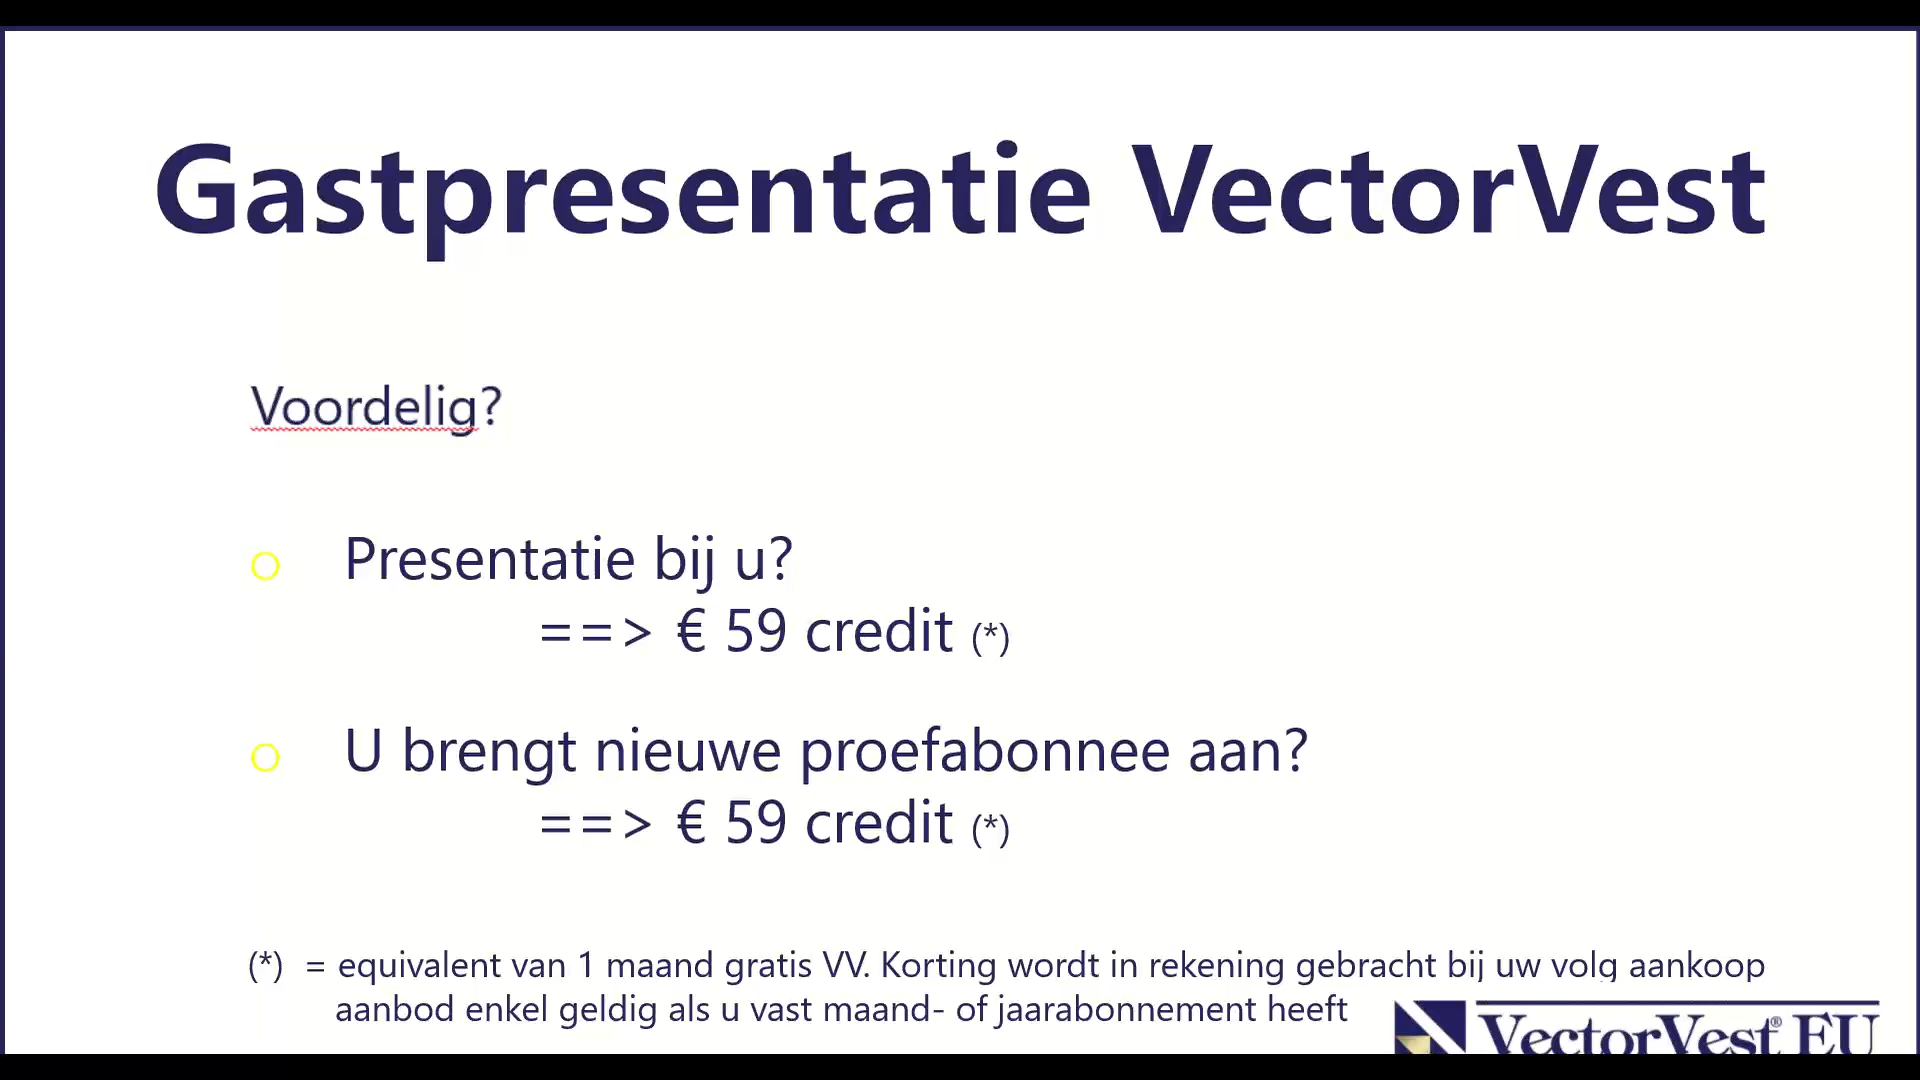 Gastpresentatie VectorVest
Voordelig?
o Presentatie bij u?
==> € 59 credit (*)
o U brengt nieuwe proefabonnee aan?
==> € 59 credit (*)
(*) = equivalent van 1 maand gratis VV. Korting wordt in rekening gebracht bij uw volg aankoop
aanbod enkel geldig als u vast maand- of jaarabonnement heeft
VectorVest® EU